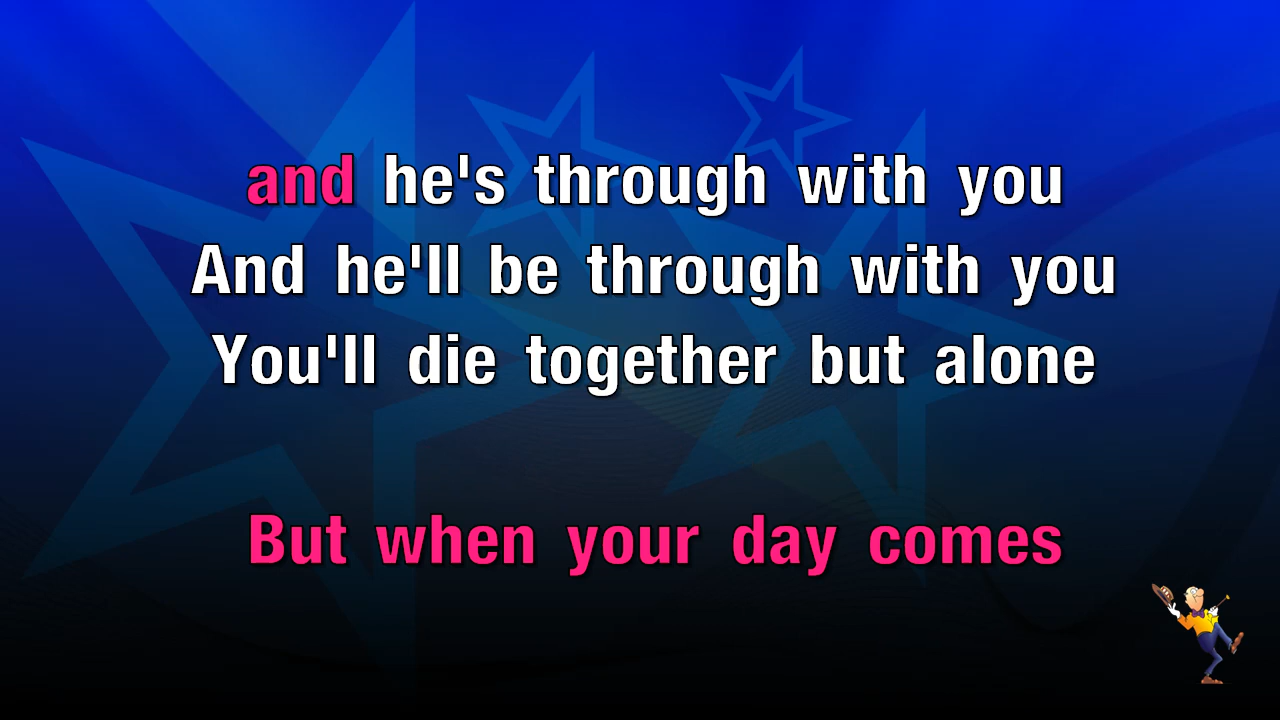 and he's through with you
And he'll be through with you
You'll die together but alone
But when your day comes